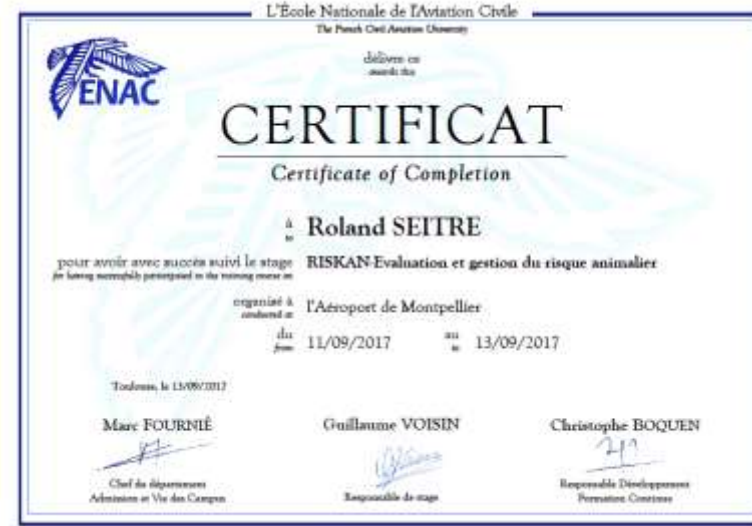 L'École Nationale de l'Aviation Civile
The French Civil Aviation University
délivre ce
awards this
ENAC
CERTIFICAT
Certificate of Completion
à Roland SEITRE
to
pour avoir avec succès suivi le stage RISKAN-Evaluation et gestion du risque animalier
for having successfully participated in the training course on
organisé à l'Aéroport de Montpellier
conducted at
du 11/09/2017 au 13/09/2017
from to
Toulouse, le 13/09/2017
Marc FOURNIÉ Guillaume VOISIN Christophe BOQUEN
Chef du département Responsable de stage Responsable Développement
Admission et Vie des Campus Formation Continue